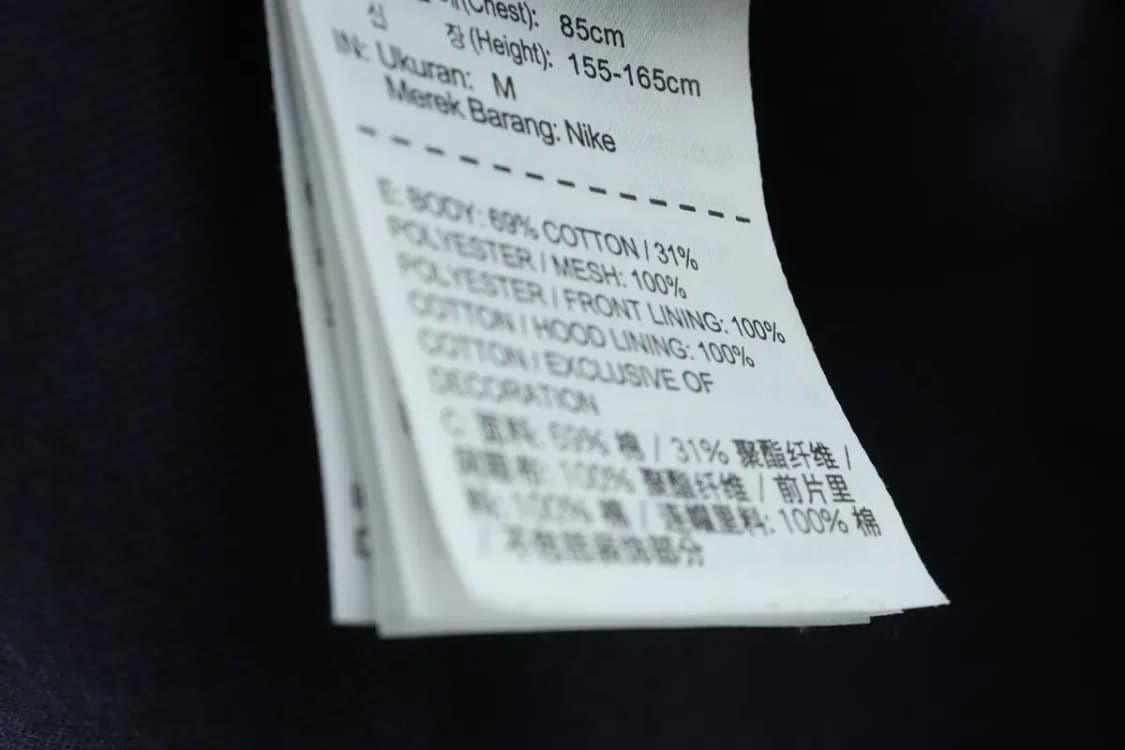 (Chest): 85cm
신 장(Height): 155-165cm
IN: Ukuran: M
Merek Barang: Nike
E: BODY: 69% COTTON / 31%
POLYESTER / MESH: 100%
POLYESTER / FRONT LINING: 100%
COTTON / HOOD LINING: 100%
COTTON / EXCLUSIVE OF
DECORATION
C: 面料: 69% 棉 / 31% 聚酯纤维 /
网眼布: 100% 聚酯纤维 / 前片里
料: 100% 棉 / 连帽里料: 100% 棉
/ 不包括装饰部分